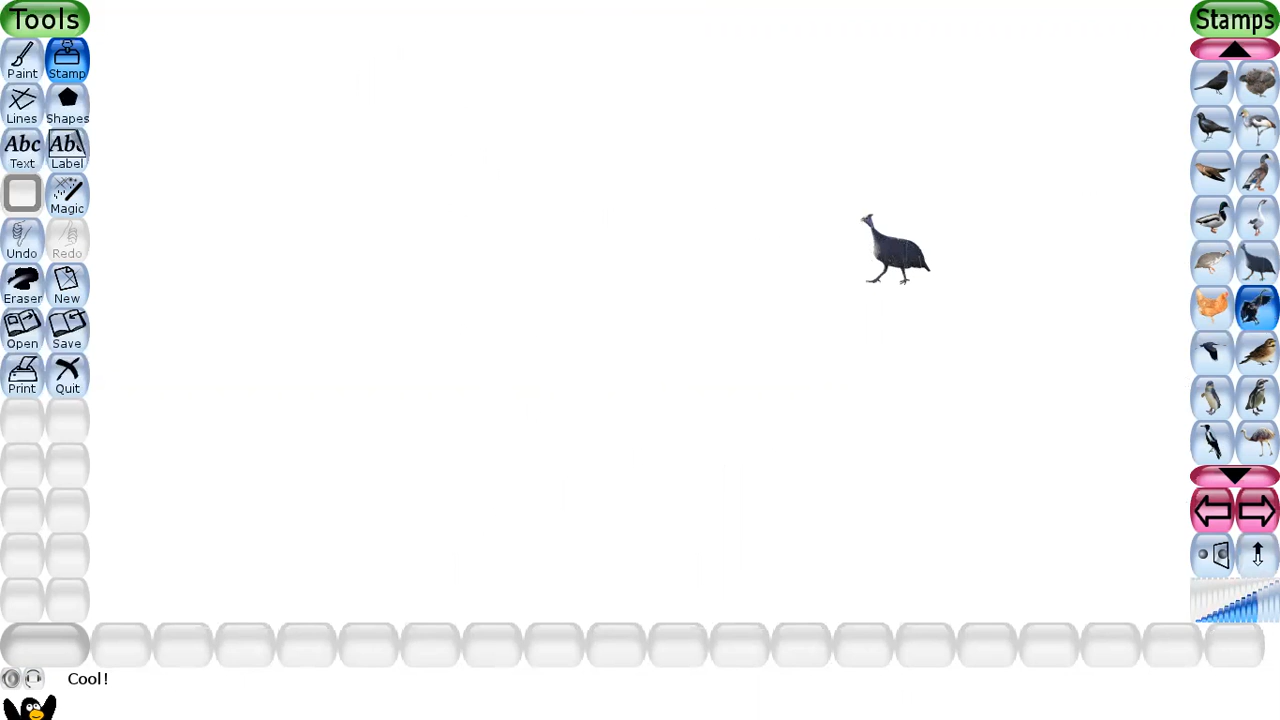 Tools
Stamps
Paint
Stamp
Lines
Shapes
Abc
Abc
Text
Label
Magic
Undo
Redo
Eraser
New
Open
Save
Print
Quit
Cool!